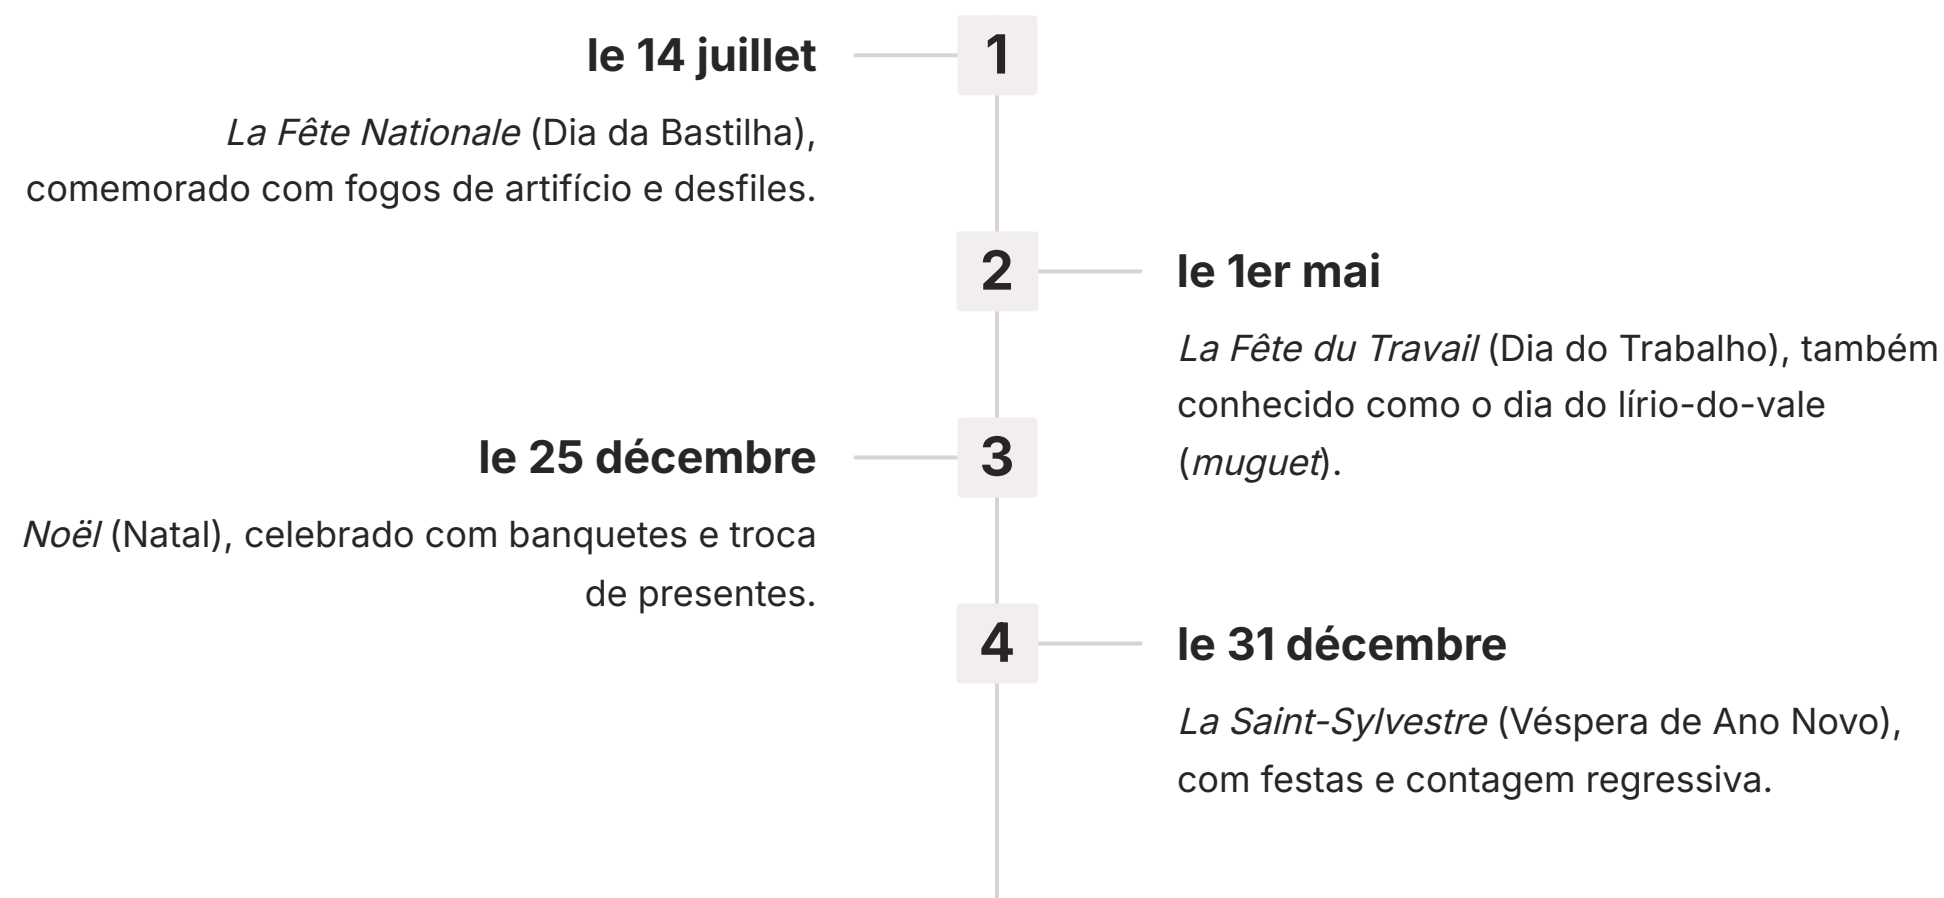 1
le 14 juillet
La Fête Nationale (Dia da Bastilha),
comemorado com fogos de artifício e desfiles.
2
le 1er mai
La Fête du Travail (Dia do Trabalho), também
conhecido como o dia do lírio-do-vale
(muguet).
3
le 25 décembre
Noël (Natal), celebrado com banquetes e troca
de presentes.
4
le 31 décembre
La Saint-Sylvestre (Véspera de Ano Novo),
com festas e contagem regressiva.